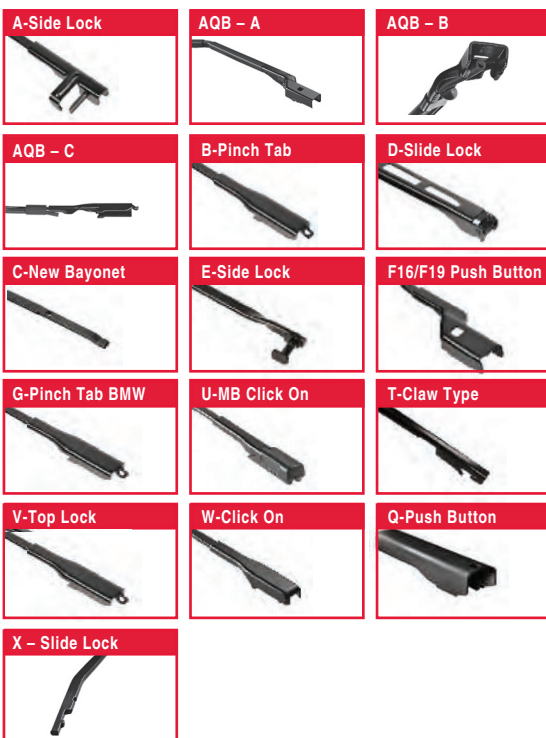 A-Side Lock
AQB – A
AQB – B
AQB – C
B-Pinch Tab
D-Slide Lock
C-New Bayonet
E-Side Lock
F16/F19 Push Button
G-Pinch Tab BMW
U-MB Click On
T-Claw Type
V-Top Lock
W-Click On
Q-Push Button
X – Slide Lock